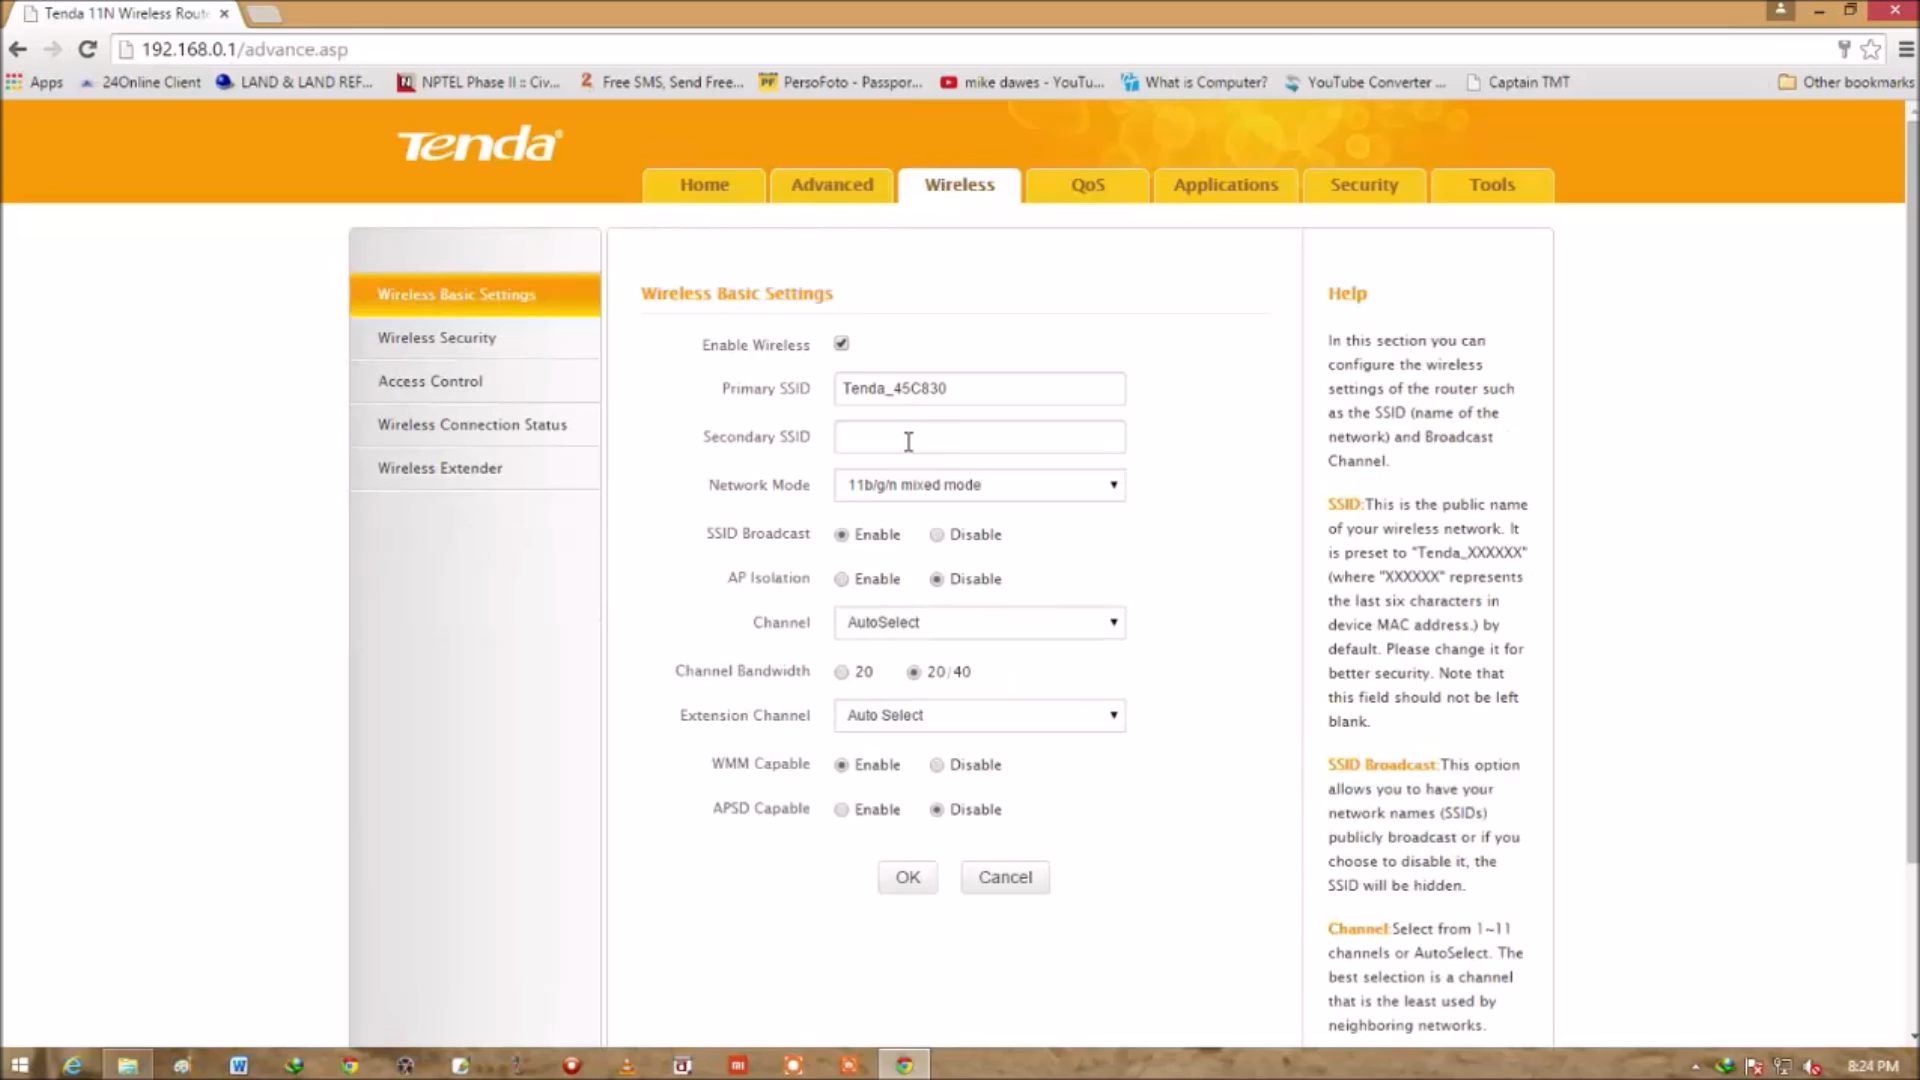 Tenda 11N Wireless Route
192.168.0.1/advance.asp
Apps 24Online Client LAND & LAND REF... NPTEL Phase II :: Civ... Free SMS, Send Free... PersoFoto - Passpor... mike dawes - YouTu... What is Computer? YouTube Converter ... Captain TMT Other bookmarks
Tenda
Home Advanced Wireless QoS Applications Security Tools
Wireless Basic Settings
Wireless Security
Access Control
Wireless Connection Status
Wireless Extender
Wireless Basic Settings
Enable Wireless
Primary SSID Tenda_45C830
Secondary SSID
Network Mode 11b/g/n mixed mode
SSID Broadcast Enable Disable
AP Isolation Enable Disable
Channel AutoSelect
Channel Bandwidth 20 20/40
Extension Channel Auto Select
WMM Capable Enable Disable
APSD Capable Enable Disable
OK Cancel
Help
In this section you can
configure the wireless
settings of the router such
as the SSID (name of the
network) and Broadcast
Channel.
SSID:This is the public name
of your wireless network. It
is preset to "Tenda_XXXXXX"
(where "XXXXXX" represents
the last six characters in
device MAC address.) by
default. Please change it for
better security. Note that
this field should not be left
blank.
SSID Broadcast:This option
allows you to have your
network names (SSIDs)
publicly broadcast or if you
choose to disable it, the
SSID will be hidden.
Channel:Select from 1~11
channels or AutoSelect. The
best selection is a channel
that is the least used by
neighboring networks.
8:24 PM